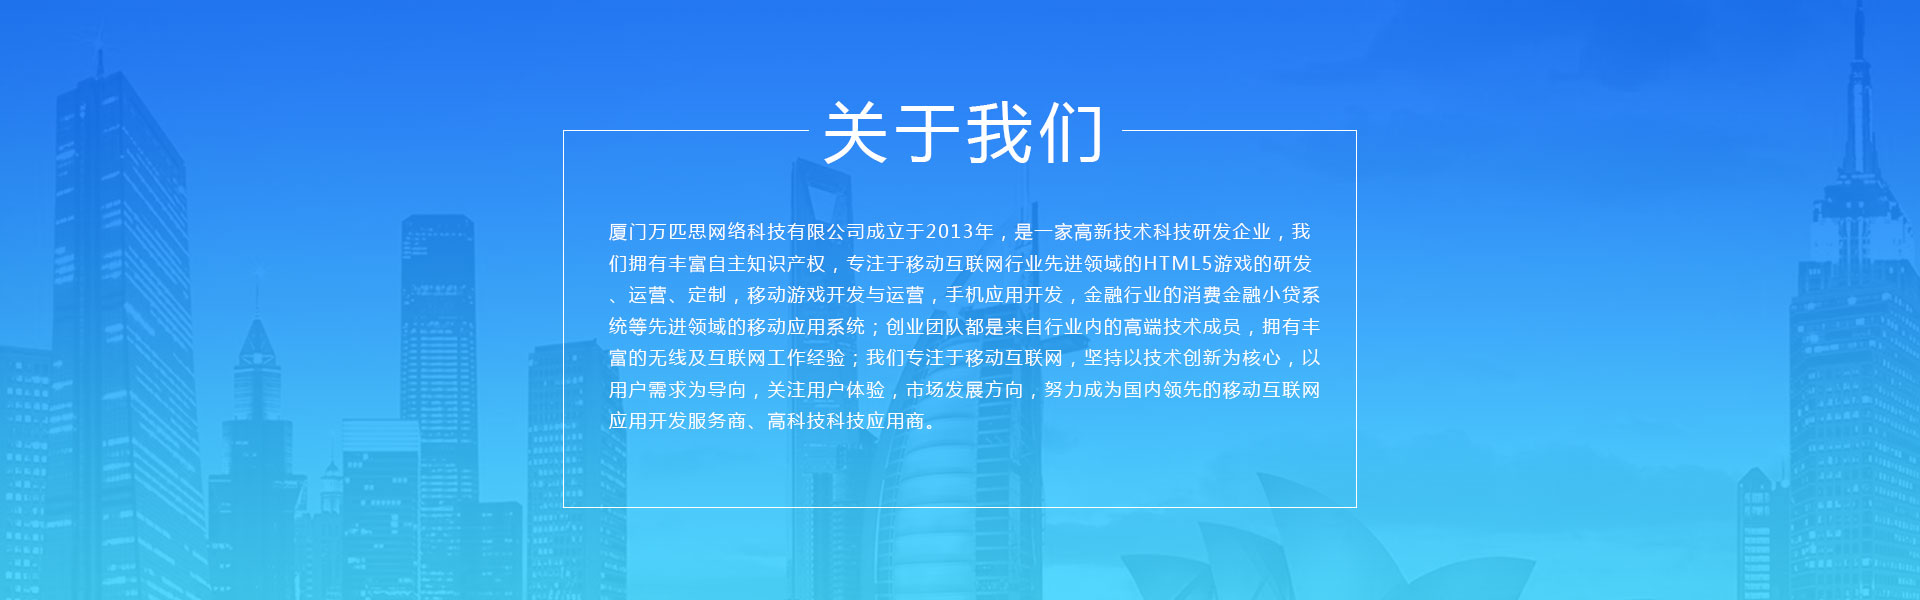 关于我们
厦门万匹思网络科技有限公司成立于2013年，是一家高新技术科技研发企业，我
们拥有丰富自主知识产权，专注于移动互联网行业先进领域的HTML5游戏的研发
、运营、定制，移动游戏开发与运营，手机应用开发，金融行业的消费金融小贷系
统等先进领域的移动应用系统；创业团队都是来自行业内的高端技术成员，拥有丰
富的无线及互联网工作经验；我们专注于移动互联网，坚持以技术创新为核心，以
用户需求为导向，关注用户体验，市场发展方向，努力成为国内领先的移动互联网
应用开发服务商、高科技科技应用商。